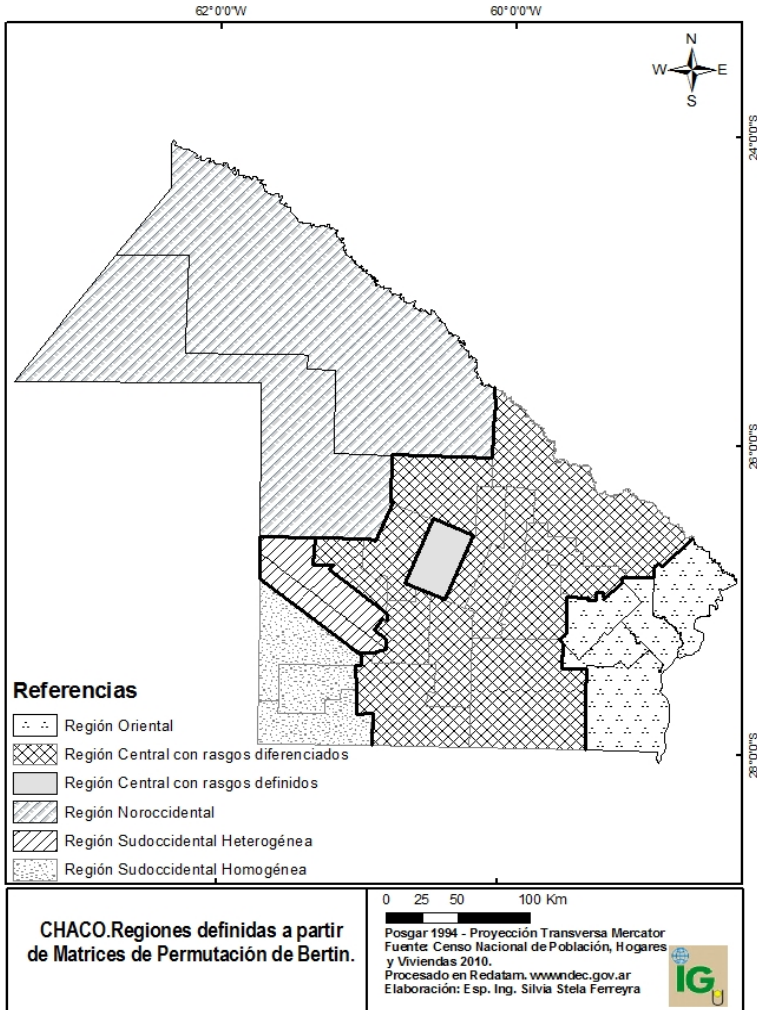 62°0'0"W
60°0'0"W
N
W
E
S
24°0'0"S
26°0'0"S
28°0'0"S
Referencias
Región Oriental
Región Central con rasgos diferenciados
Región Central con rasgos definidos
Región Noroccidental
Región Sudoccidental Heterogénea
Región Sudoccidental Homogénea
CHACO.Regiones definidas a partir
de Matrices de Permutación de Bertin.
0 25 50 100 Km
Posgar 1994 - Proyección Transversa Mercator
Fuente: Censo Nacional de Población, Hogares
y Viviendas 2010.
Procesado en Redatam. wwwndec.gov.ar
Elaboración: Esp. Ing. Silvia Stela Ferreyra
IGU